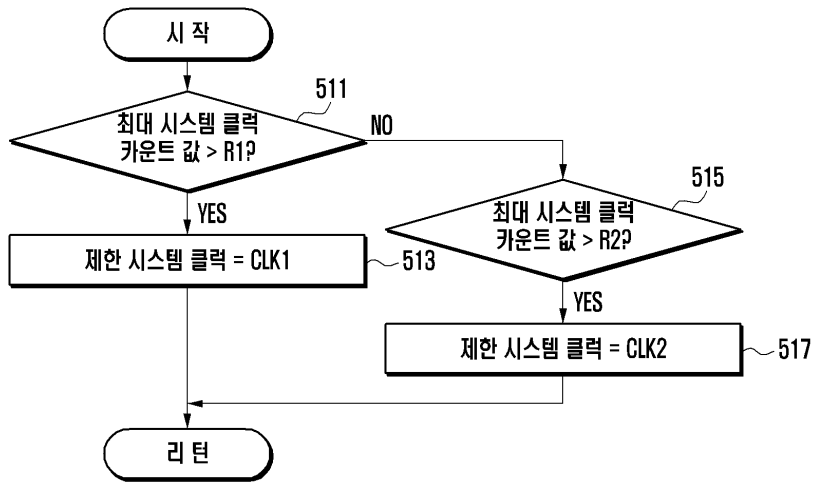 시 작
511
최대 시스템 클럭
카운트 값 > R1?
NO
YES
제한 시스템 클럭 = CLK1
513
515
최대 시스템 클럭
카운트 값 > R2?
YES
제한 시스템 클럭 = CLK2
517
리 턴